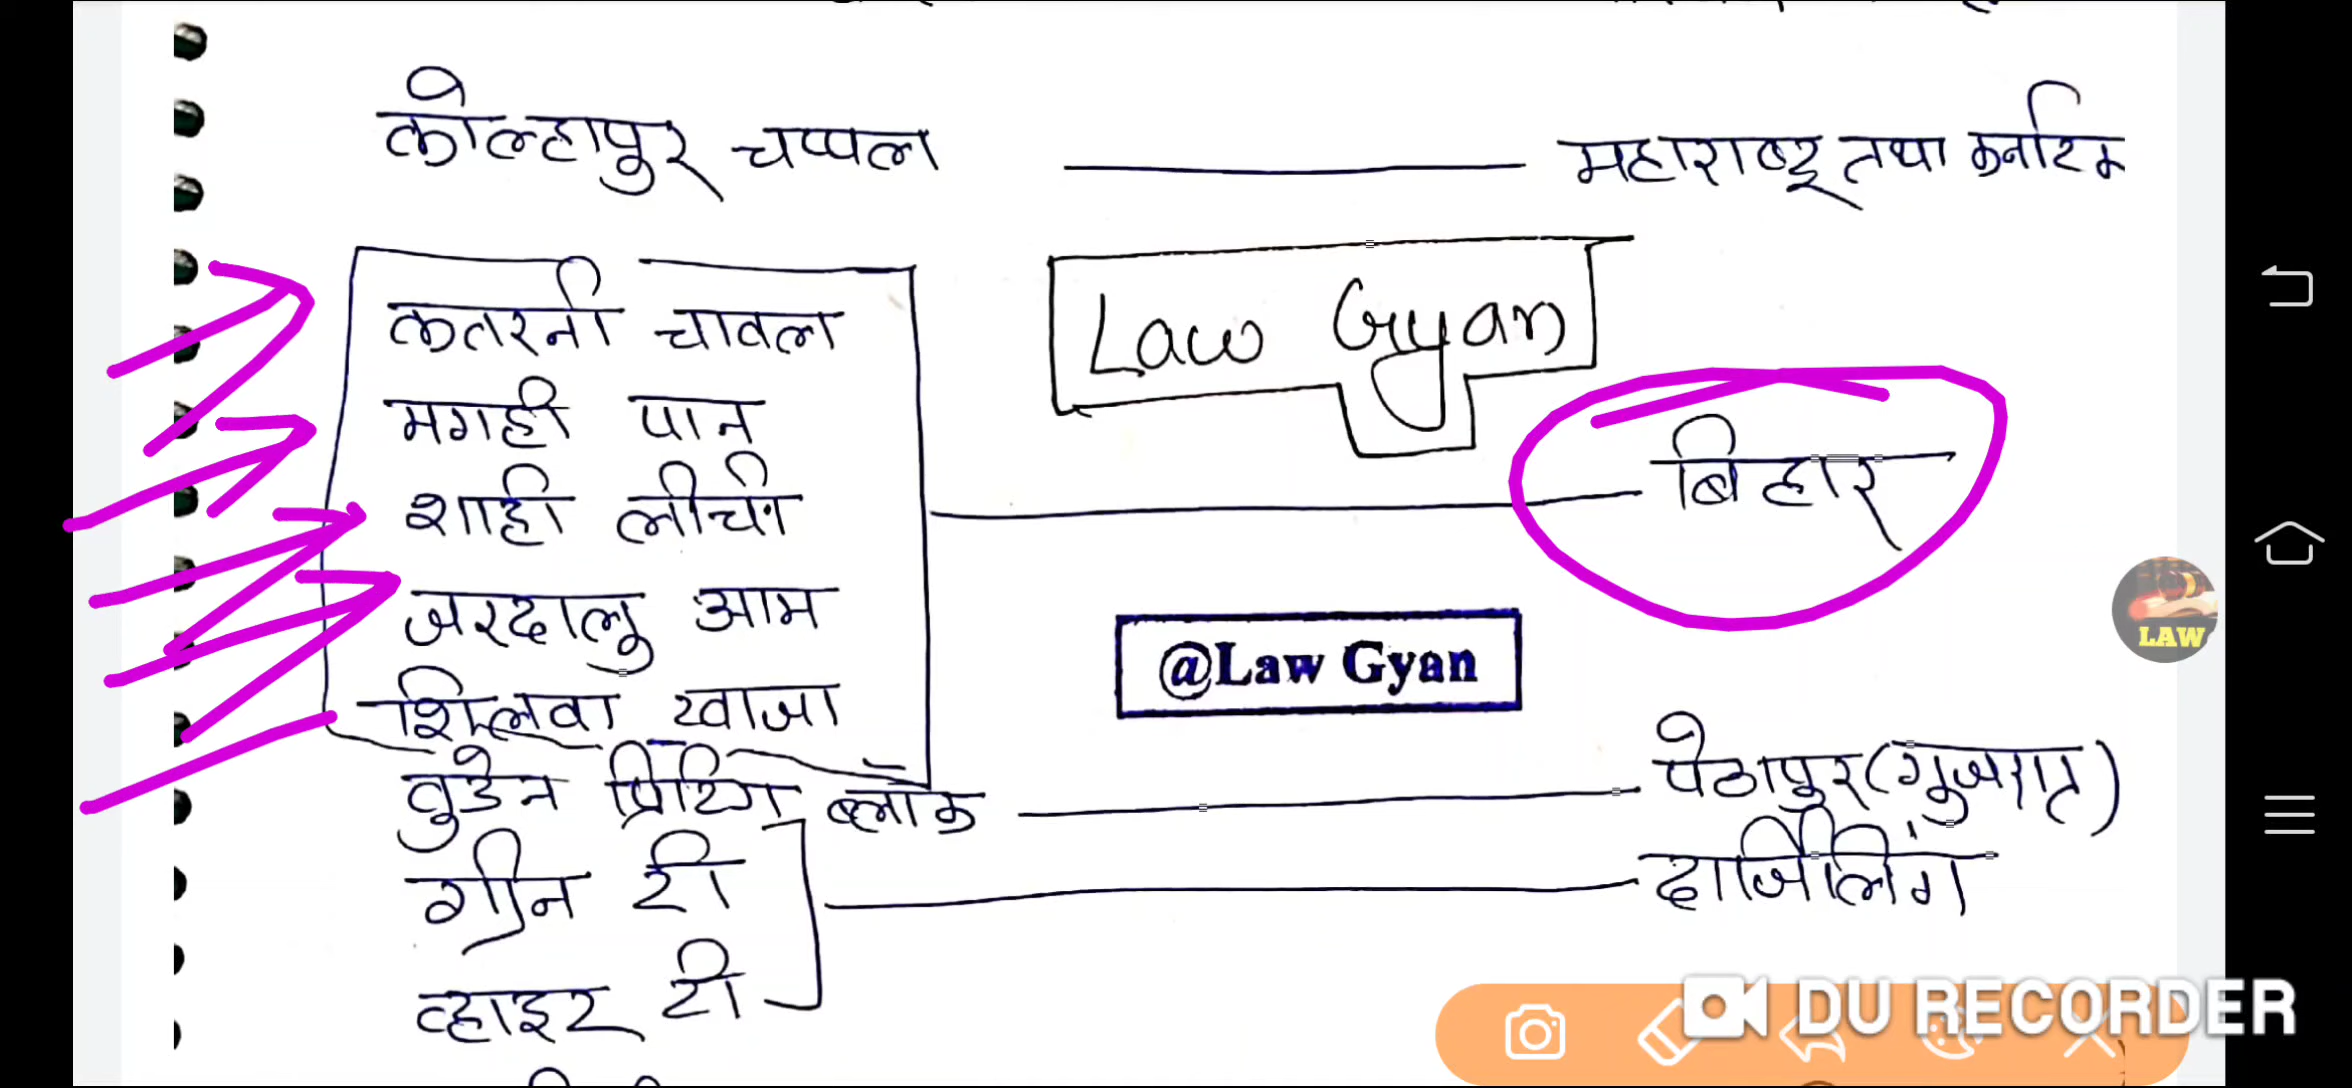 कोल्हापुर चप्पल — महाराष्ट्र तथा कर्नाटक
Law Gyan
कतरनी चावल
मगही पान
शाही लीची — बिहार
जरदालु आम
@Law Gyan
LAW
शिलवा खाजा
वुडेन प्रिंटिंग ब्लॉक — पेठापुर (गुजरात)
ग्रीन टी — दार्जिलिंग
व्हाइट टी
DU RECORDER